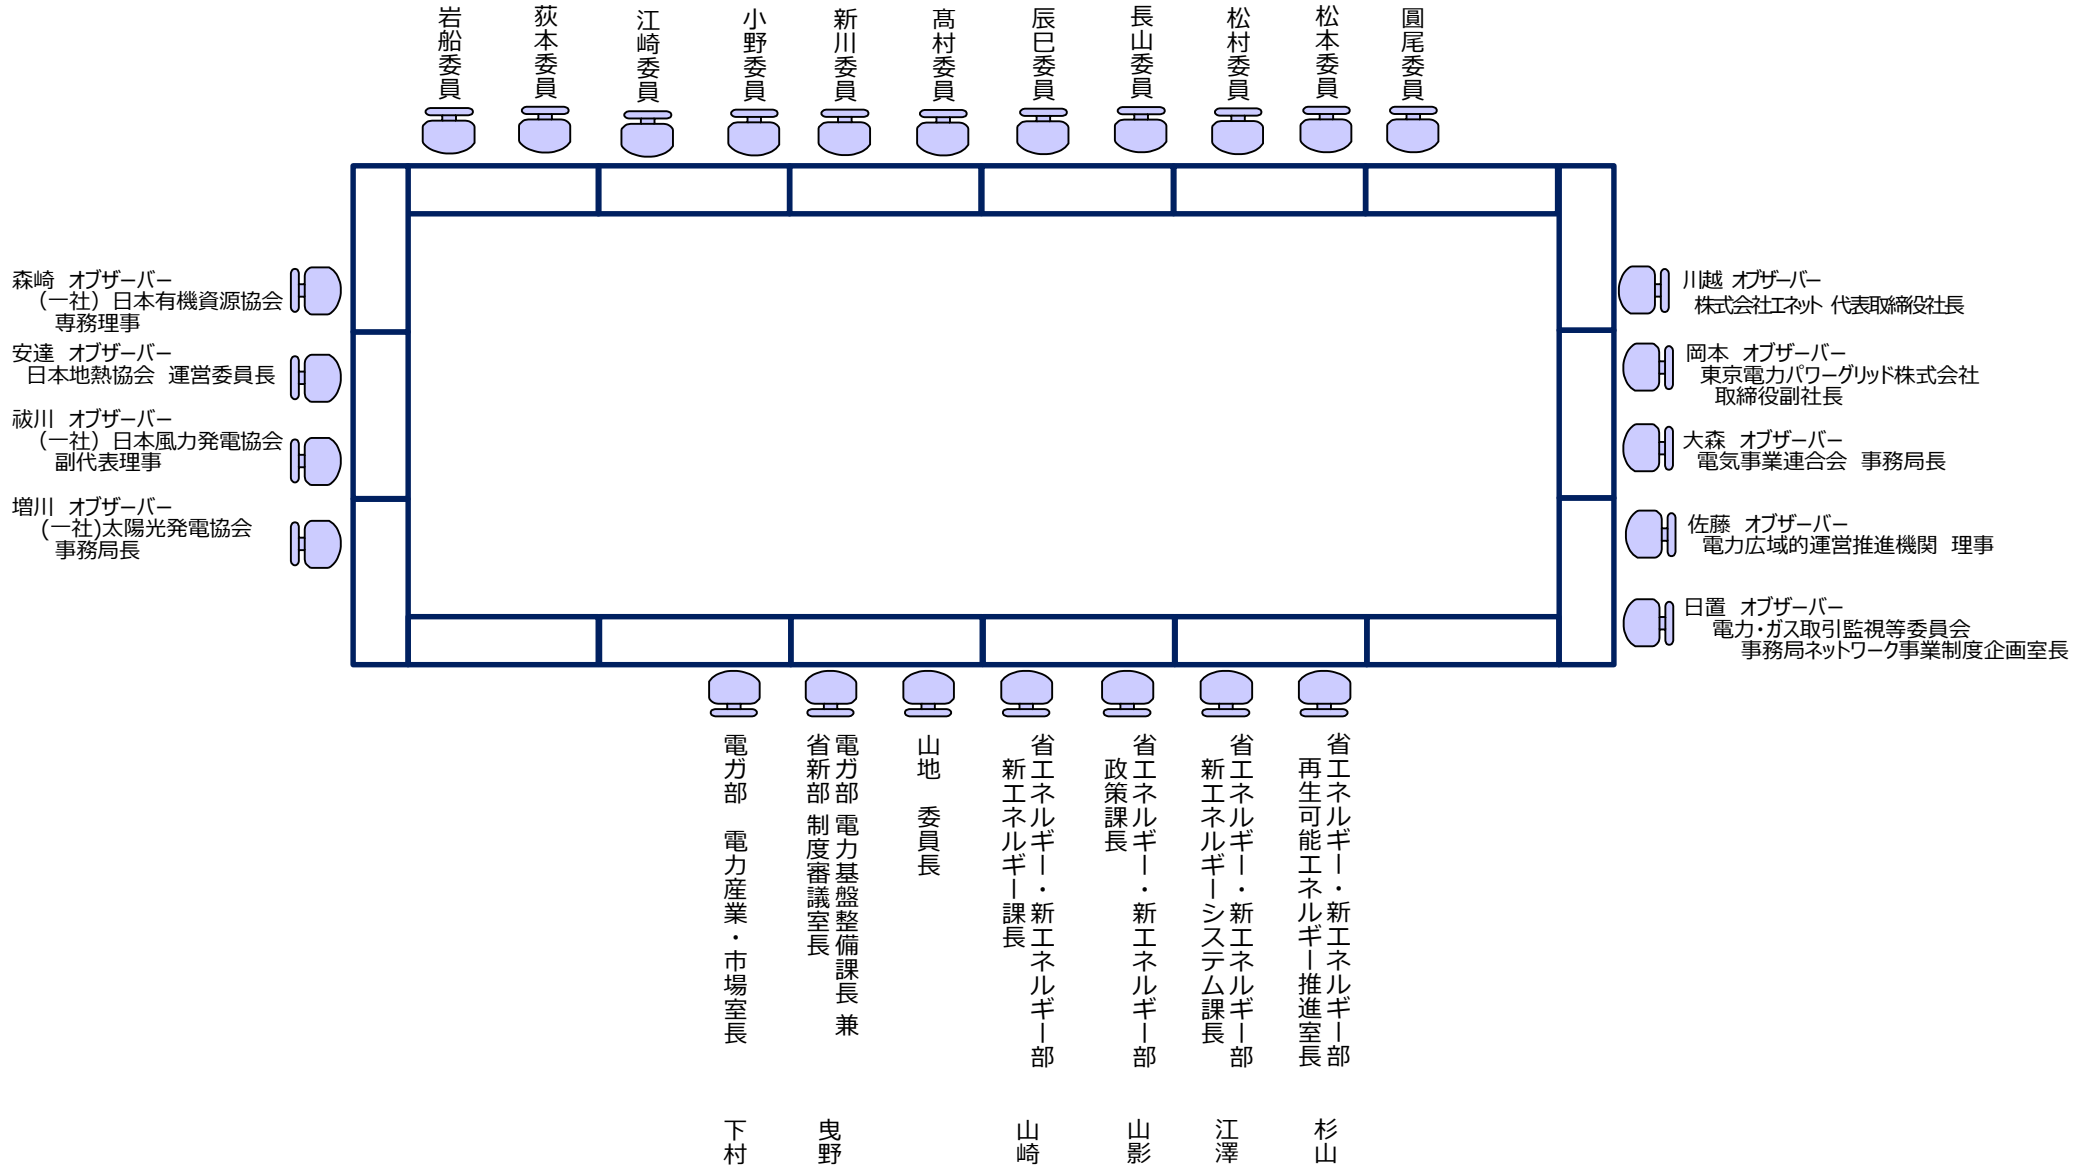 岩船委員
荻本委員
江崎委員
小野委員
新川委員
髙村委員
辰巳委員
長山委員
松村委員
松本委員
圓尾委員
森崎　オブザーバー
（一社）日本有機資源協会
専務理事
安達　オブザーバー
日本地熱協会　運営委員長
祓川　オブザーバー
（一社）日本風力発電協会
副代表理事
増川　オブザーバー
(一社)太陽光発電協会
事務局長
川越 オブザーバー
株式会社エネット 代表取締役社長
岡本　オブザーバー
東京電力パワーグリッド株式会社
取締役副社長
大森　オブザーバー
電気事業連合会　事務局長
佐藤　オブザーバー
電力広域的運営推進機関　理事
日置　オブザーバー
電力・ガス取引監視等委員会
事務局ネットワーク事業制度企画室長
電ガ部　電力産業・市場室長　下村
電ガ部 電力基盤整備課長 兼
省新部 制度審議室長　曳野
山地　委員長
省エネルギー・新エネルギー部
新エネルギー課長　山崎
省エネルギー・新エネルギー部
政策課長　山影
省エネルギー・新エネルギー部
新エネルギーシステム課長　江澤
省エネルギー・新エネルギー部
再生可能エネルギー推進室長　杉山